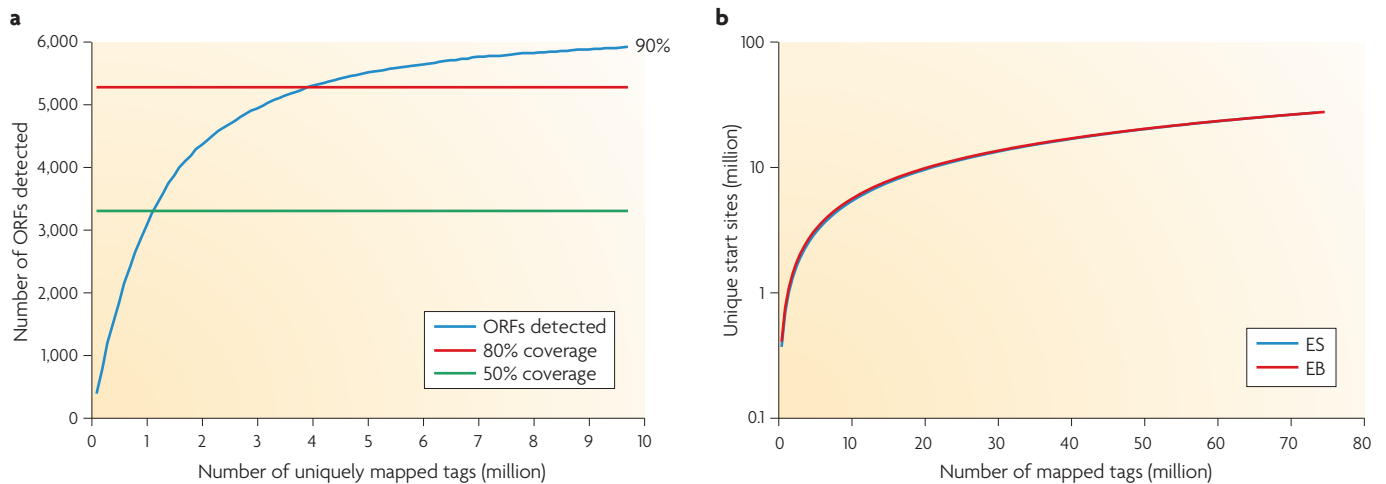 a
6,000
5,000
4,000
3,000
2,000
1,000
0
Number of ORFs detected
90%
ORFs detected
80% coverage
50% coverage
0 1 2 3 4 5 6 7 8 9 10
Number of uniquely mapped tags (million)
b
100
10
1
0.1
Unique start sites (million)
ES
EB
0 10 20 30 40 50 60 70 80
Number of mapped tags (million)